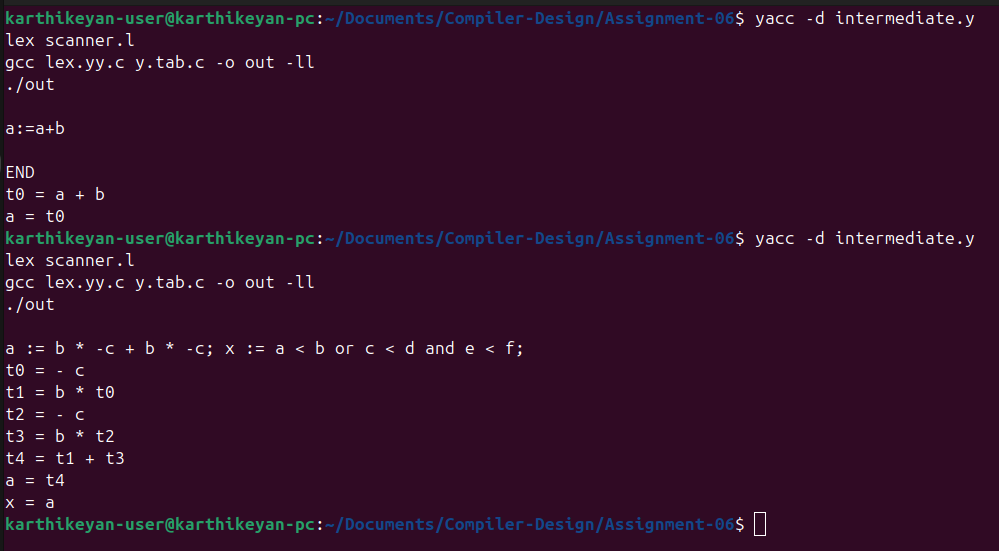 karthikeyan-user@karthikeyan-pc:~/Documents/Compiler-Design/Assignment-06$ yacc -d intermediate.y
lex scanner.l
gcc lex.yy.c y.tab.c -o out -ll
./out
a:=a+b
END
t0 = a + b
a = t0
karthikeyan-user@karthikeyan-pc:~/Documents/Compiler-Design/Assignment-06$ yacc -d intermediate.y
lex scanner.l
gcc lex.yy.c y.tab.c -o out -ll
./out
a := b * -c + b * -c; x := a < b or c < d and e < f;
t0 = - c
t1 = b * t0
t2 = - c
t3 = b * t2
t4 = t1 + t3
a = t4
x = a
karthikeyan-user@karthikeyan-pc:~/Documents/Compiler-Design/Assignment-06$